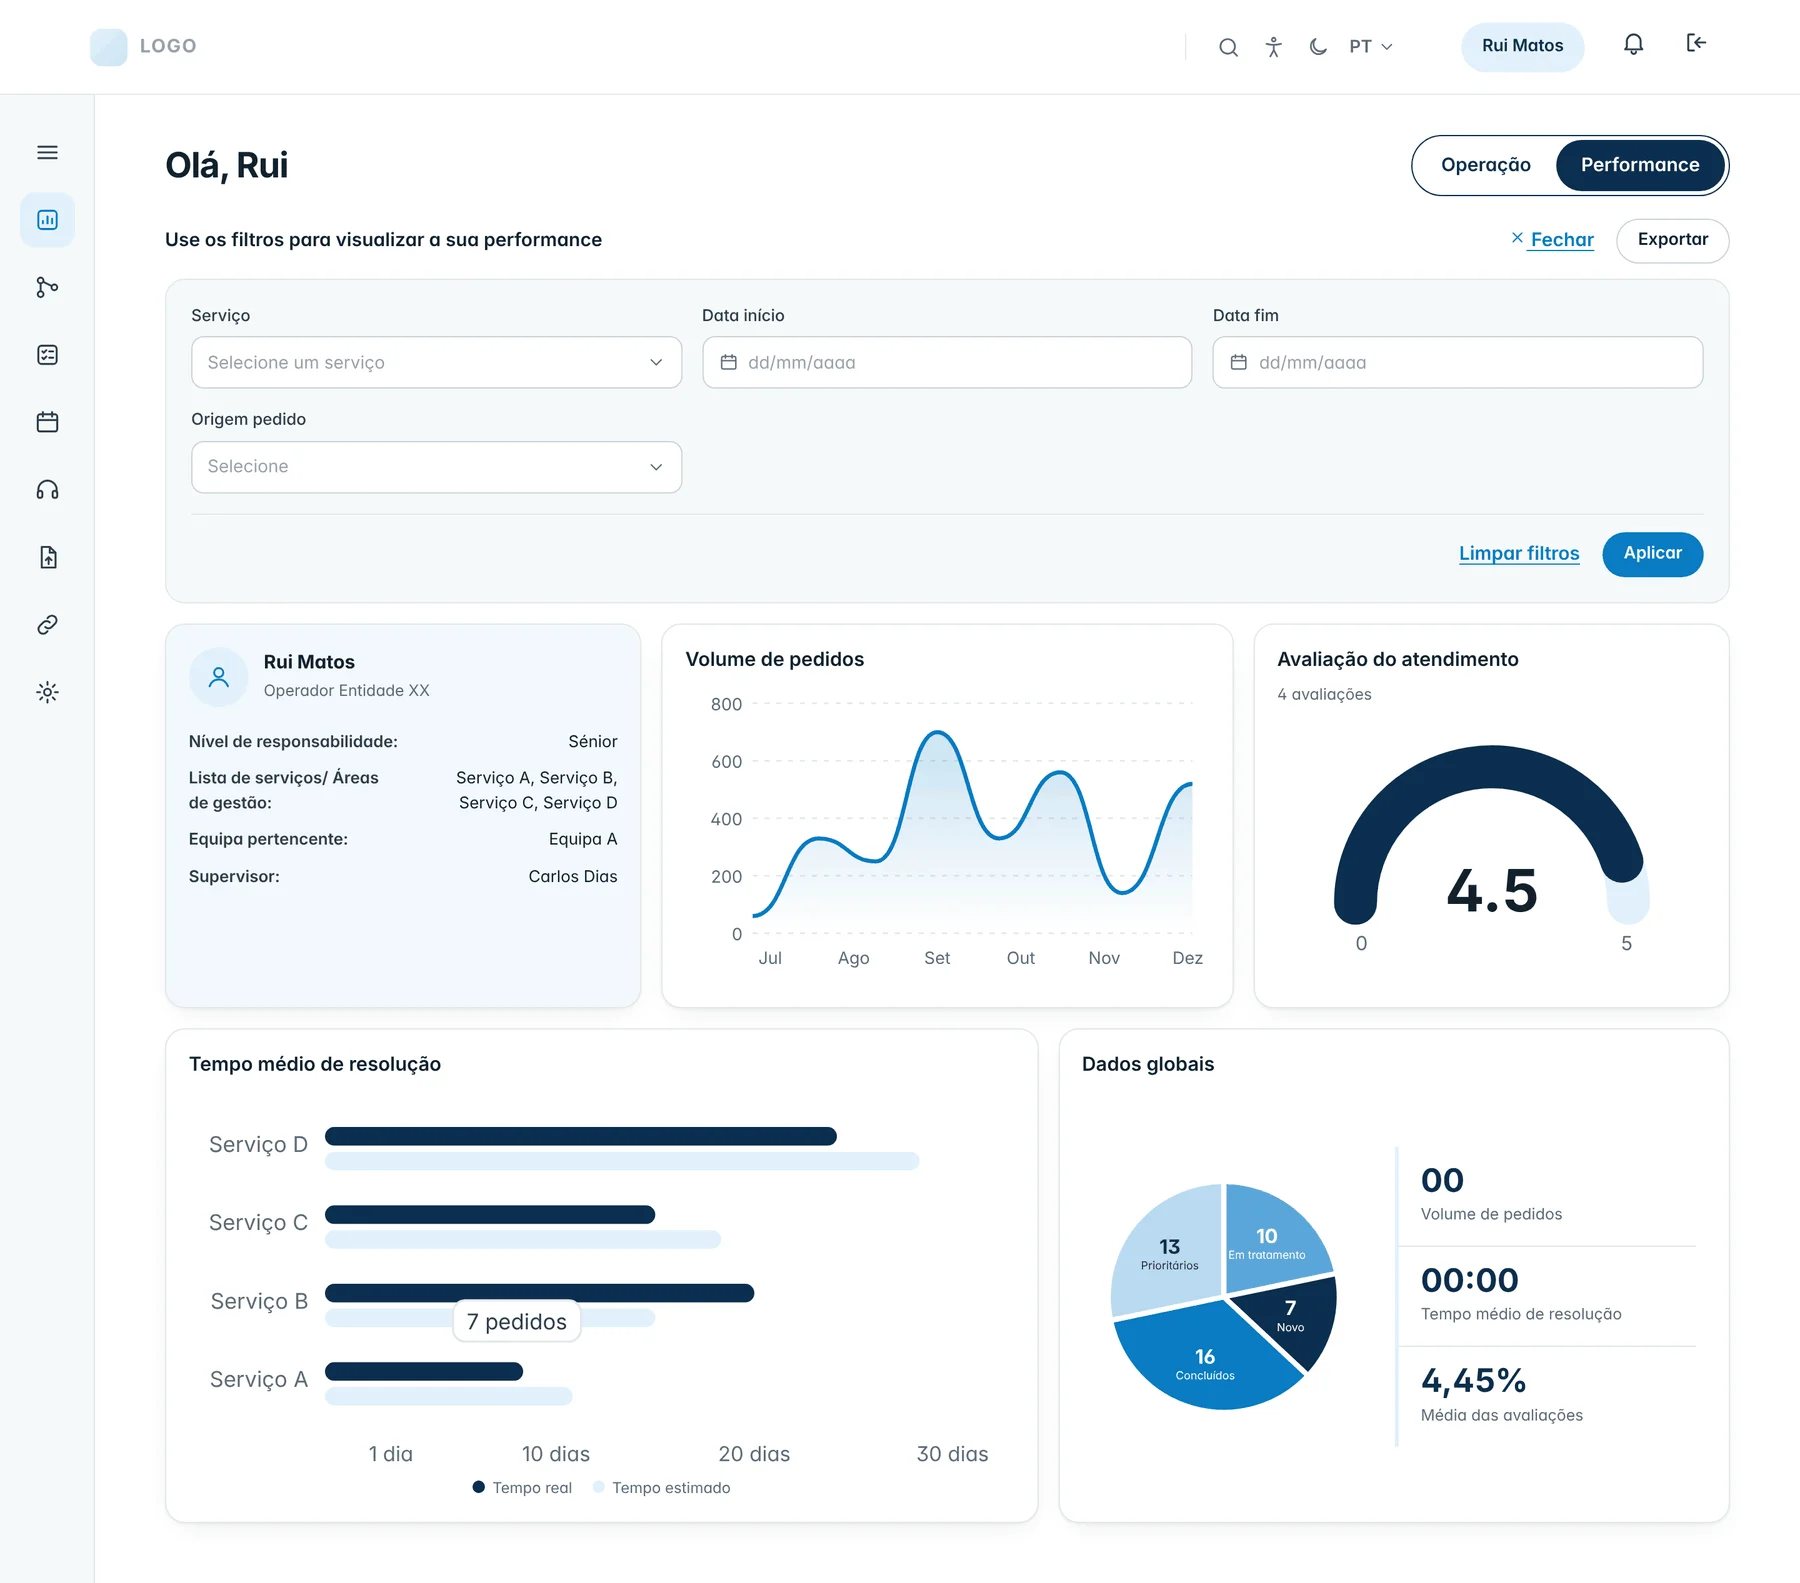 LOGO
PT
Rui Matos
Olá, Rui
Operação
Performance
Use os filtros para visualizar a sua performance
Fechar
Exportar
Serviço
Data início
Data fim
Selecione um serviço
dd/mm/aaaa
dd/mm/aaaa
Origem pedido
Selecione
Limpar filtros
Aplicar
Rui Matos
Operador Entidade XX
Nível de responsabilidade:
Sénior
Lista de serviços/ Áreas
de gestão:
Serviço A, Serviço B,
Serviço C, Serviço D
Equipa pertencente:
Equipa A
Supervisor:
Carlos Dias
Volume de pedidos
800
600
400
200
0
Jul
Ago
Set
Out
Nov
Dez
Avaliação do atendimento
4 avaliações
4.5
0
5
Tempo médio de resolução
Serviço D
Serviço C
Serviço B
7 pedidos
Serviço A
1 dia
10 dias
20 dias
30 dias
Tempo real
Tempo estimado
Dados globais
13
Prioritários
10
Em tratamento
7
Novo
16
Concluídos
00
Volume de pedidos
00:00
Tempo médio de resolução
4,45%
Média das avaliações